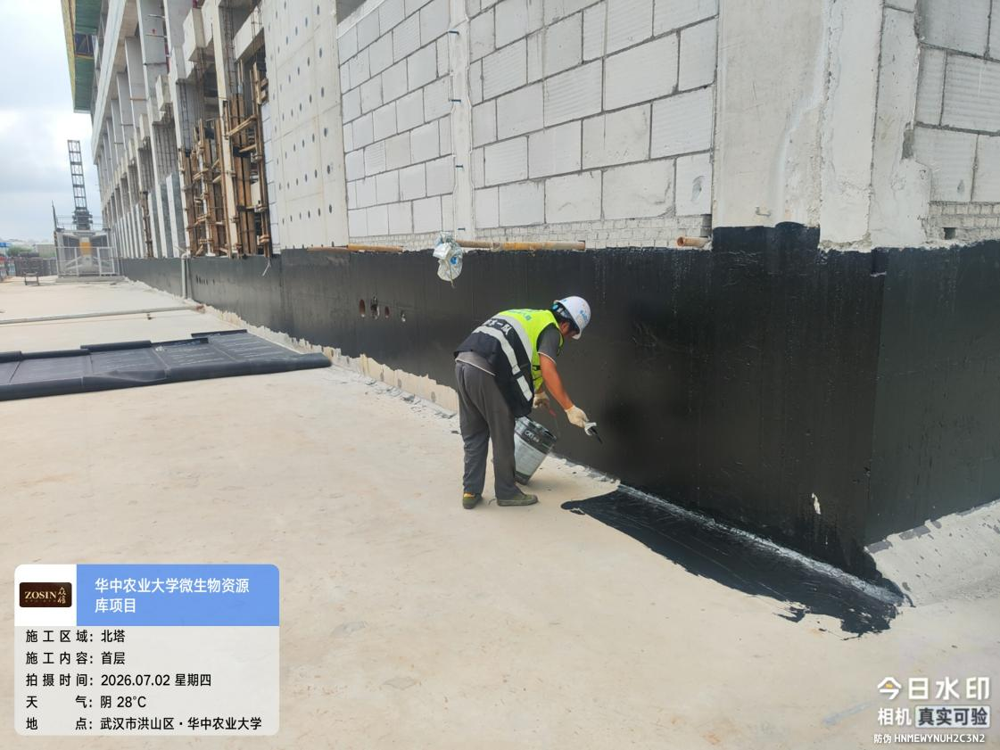 ZOSIN 众信
华中农业大学微生物资源
库项目
施工区域：北塔
施工内容：首层
拍摄时间：2026.07.02 星期四
天气：阴 28℃
地点：武汉市洪山区·华中农业大学
今日水印
相机 真实可验
防伪 HNMEWYNUH2C3N2